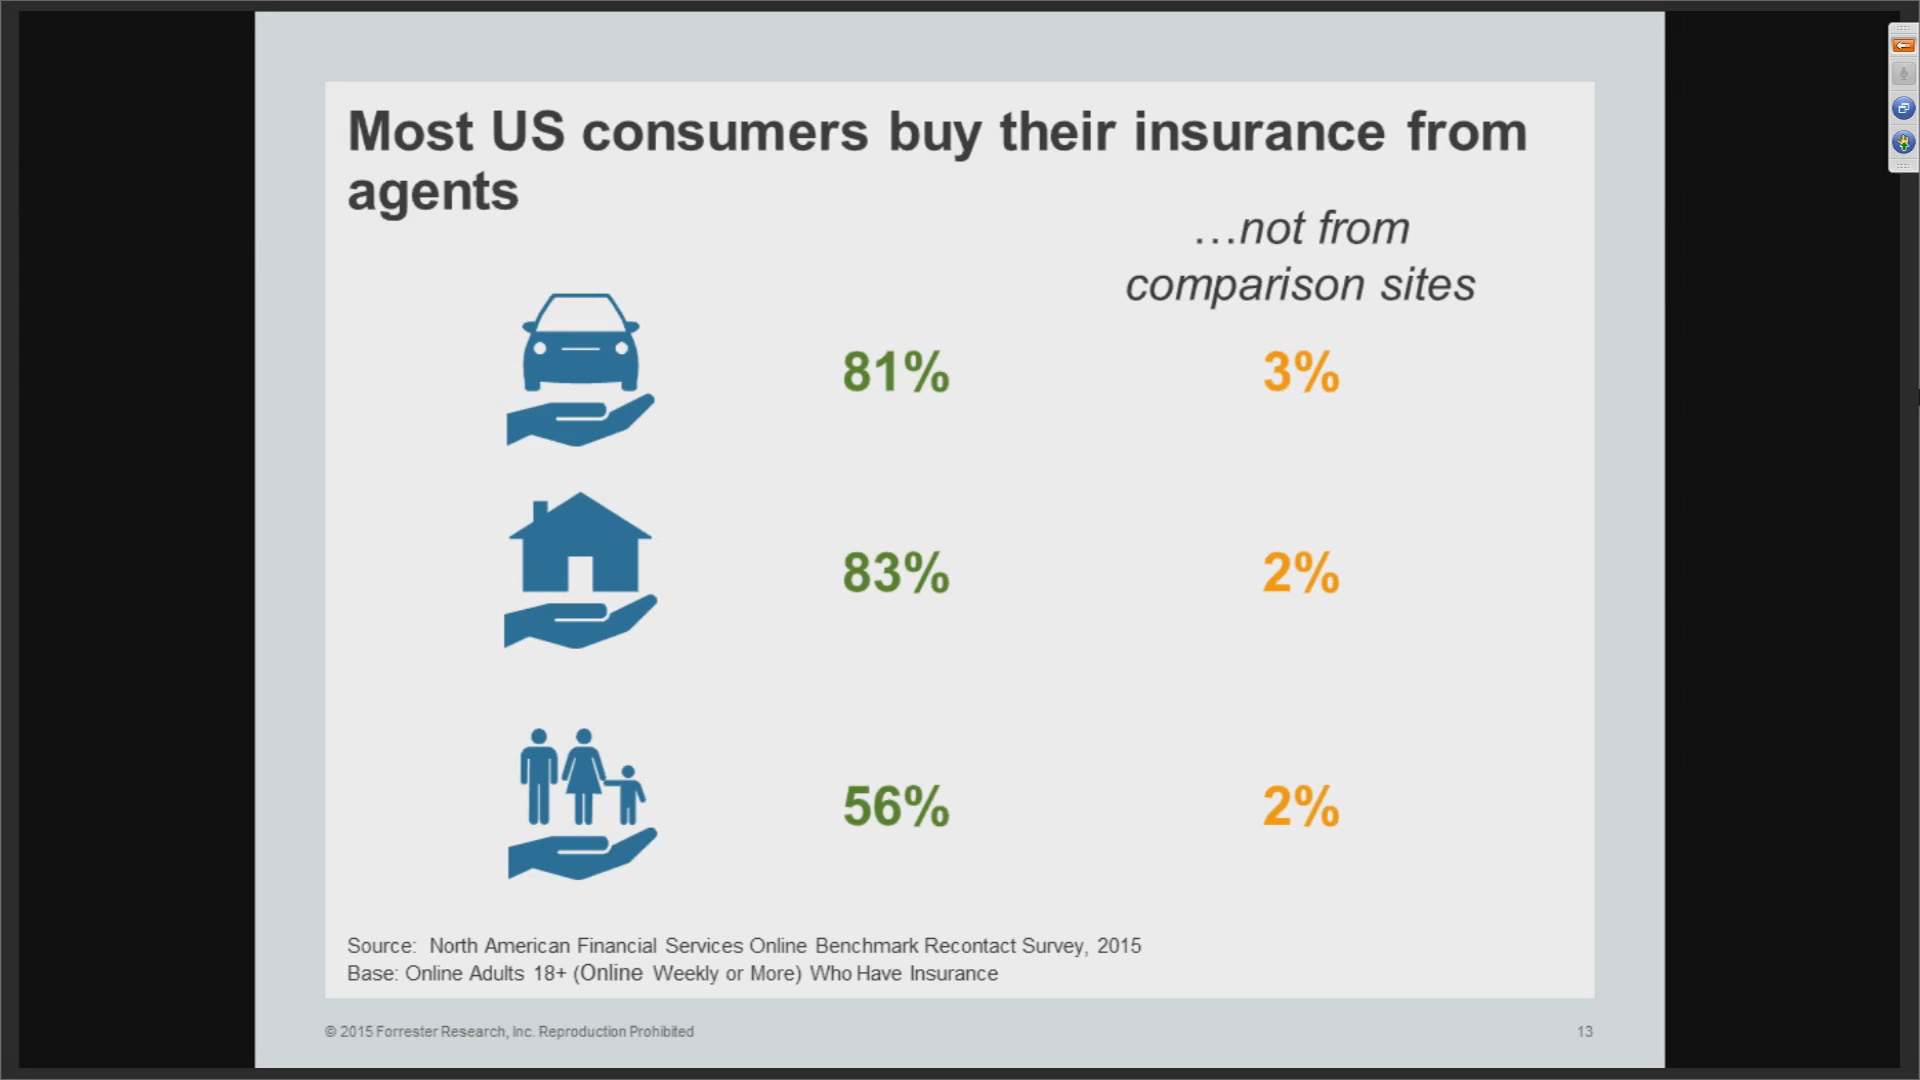 Most US consumers buy their insurance from
agents
…not from
comparison sites
81%
3%
83%
2%
56%
2%
Source: North American Financial Services Online Benchmark Recontact Survey, 2015
Base: Online Adults 18+ (Online Weekly or More) Who Have Insurance
© 2015 Forrester Research, Inc. Reproduction Prohibited
13